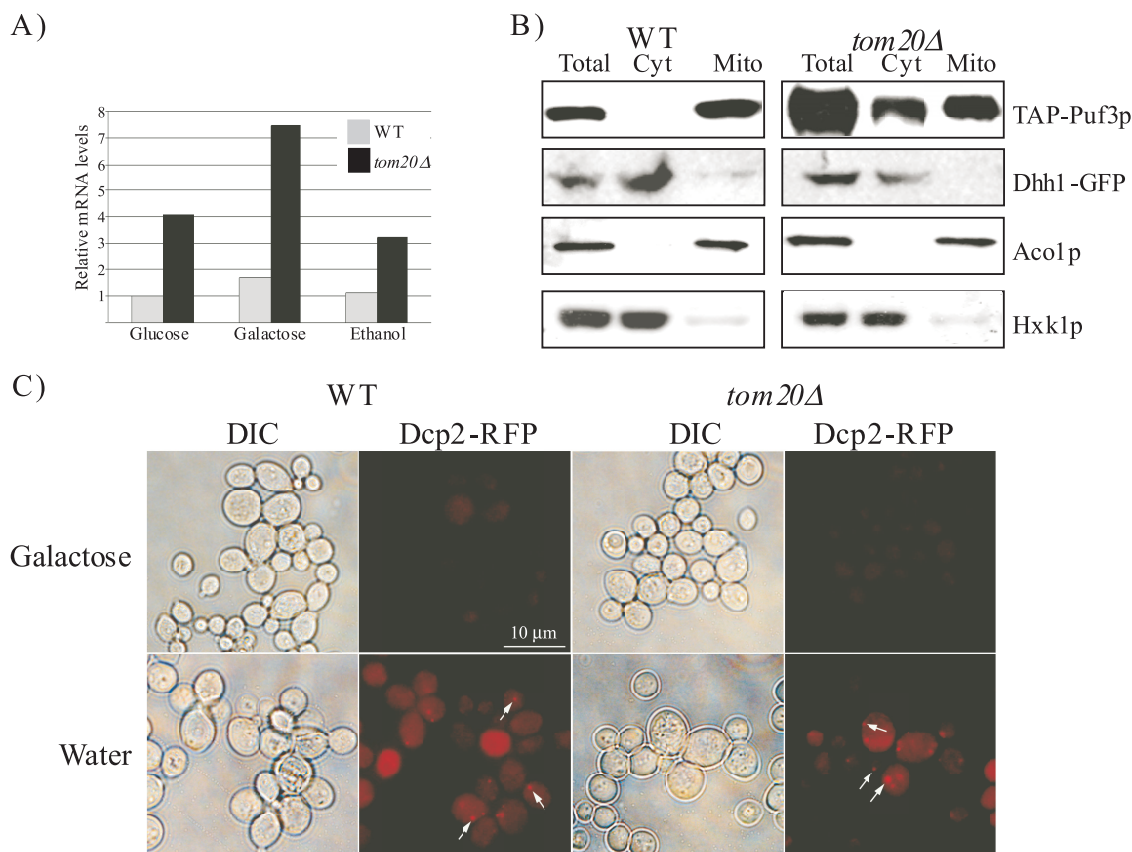 A)
Relative mRNA levels
8
7
6
5
4
3
2
1
WT
tom20Δ
Glucose Galactose Ethanol
B)
WT tom20Δ
Total Cyt Mito Total Cyt Mito
TAP-Puf3p
Dhh1-GFP
Aco1p
Hxk1p
C)
WT tom20Δ
DIC Dcp2-RFP DIC Dcp2-RFP
Galactose
10 μm
Water